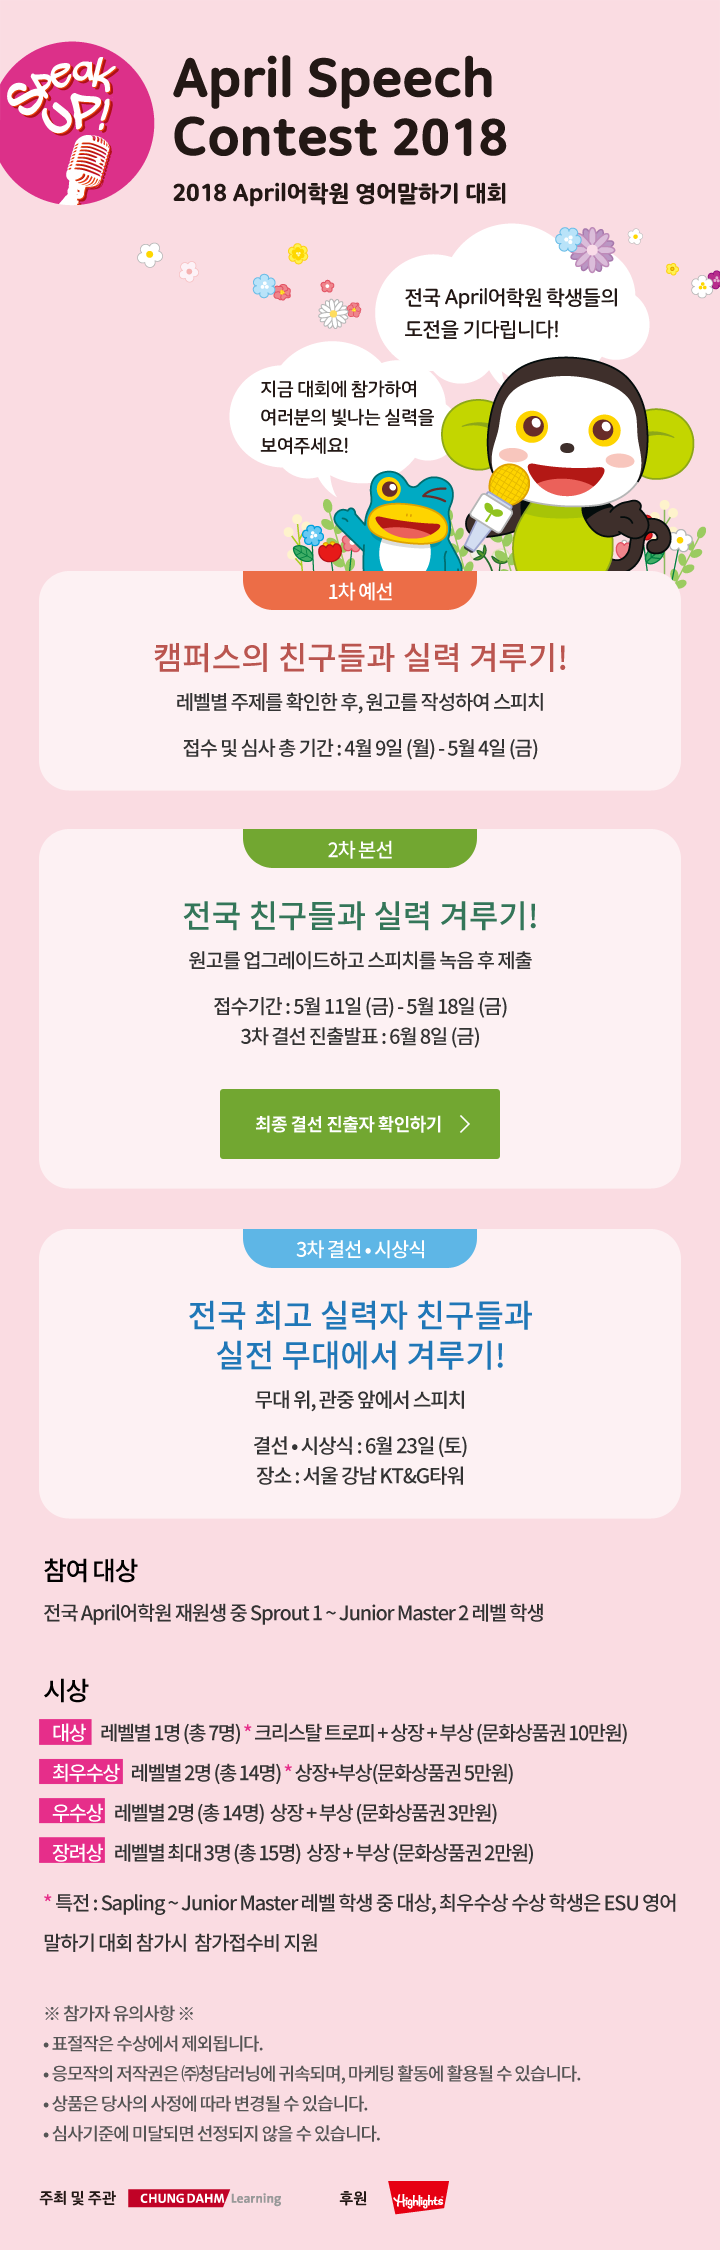 Speak
UP!
April Speech
Contest 2018
2018 April어학원 영어말하기 대회
전국 April어학원 학생들의
도전을 기다립니다!
지금 대회에 참가하여
여러분의 빛나는 실력을
보여주세요!
1차 예선
캠퍼스의 친구들과 실력 겨루기!
레벨별 주제를 확인한 후, 원고를 작성하여 스피치
접수 및 심사 총 기간 : 4월 9일 (월) - 5월 4일 (금)
2차 본선
전국 친구들과 실력 겨루기!
원고를 업그레이드하고 스피치를 녹음 후 제출
접수기간 : 5월 11일 (금) - 5월 18일 (금)
3차 결선 진출발표 : 6월 8일 (금)
최종 결선 진출자 확인하기 >
3차 결선 • 시상식
전국 최고 실력자 친구들과
실전 무대에서 겨루기!
무대 위, 관중 앞에서 스피치
결선 • 시상식 : 6월 23일 (토)
장소 : 서울 강남 KT&G타워
참여 대상
전국 April어학원 재원생 중 Sprout 1 ~ Junior Master 2 레벨 학생
시상
대상 레벨별 1명 (총 7명) * 크리스탈 트로피 + 상장 + 부상 (문화상품권 10만원)
최우수상 레벨별 2명 (총 14명) * 상장+부상(문화상품권 5만원)
우수상 레벨별 2명 (총 14명) 상장 + 부상 (문화상품권 3만원)
장려상 레벨별 최대 3명 (총 15명) 상장 + 부상 (문화상품권 2만원)
* 특전 : Sapling ~ Junior Master 레벨 학생 중 대상, 최우수상 수상 학생은 ESU 영어
말하기 대회 참가시 참가접수비 지원
※ 참가자 유의사항 ※
• 표절작은 수상에서 제외됩니다.
• 응모작의 저작권은 ㈜청담러닝에 귀속되며, 마케팅 활동에 활용될 수 있습니다.
• 상품은 당사의 사정에 따라 변경될 수 있습니다.
• 심사기준에 미달되면 선정되지 않을 수 있습니다.
주최 및 주관 CHUNG DAHM Learning 후원 Highlights